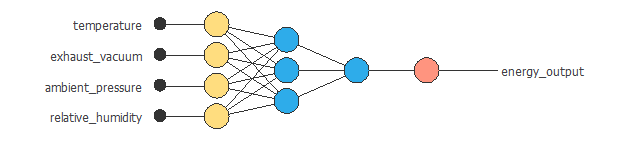 temperature
exhaust_vacuum
ambient_pressure
relative_humidity
energy_output